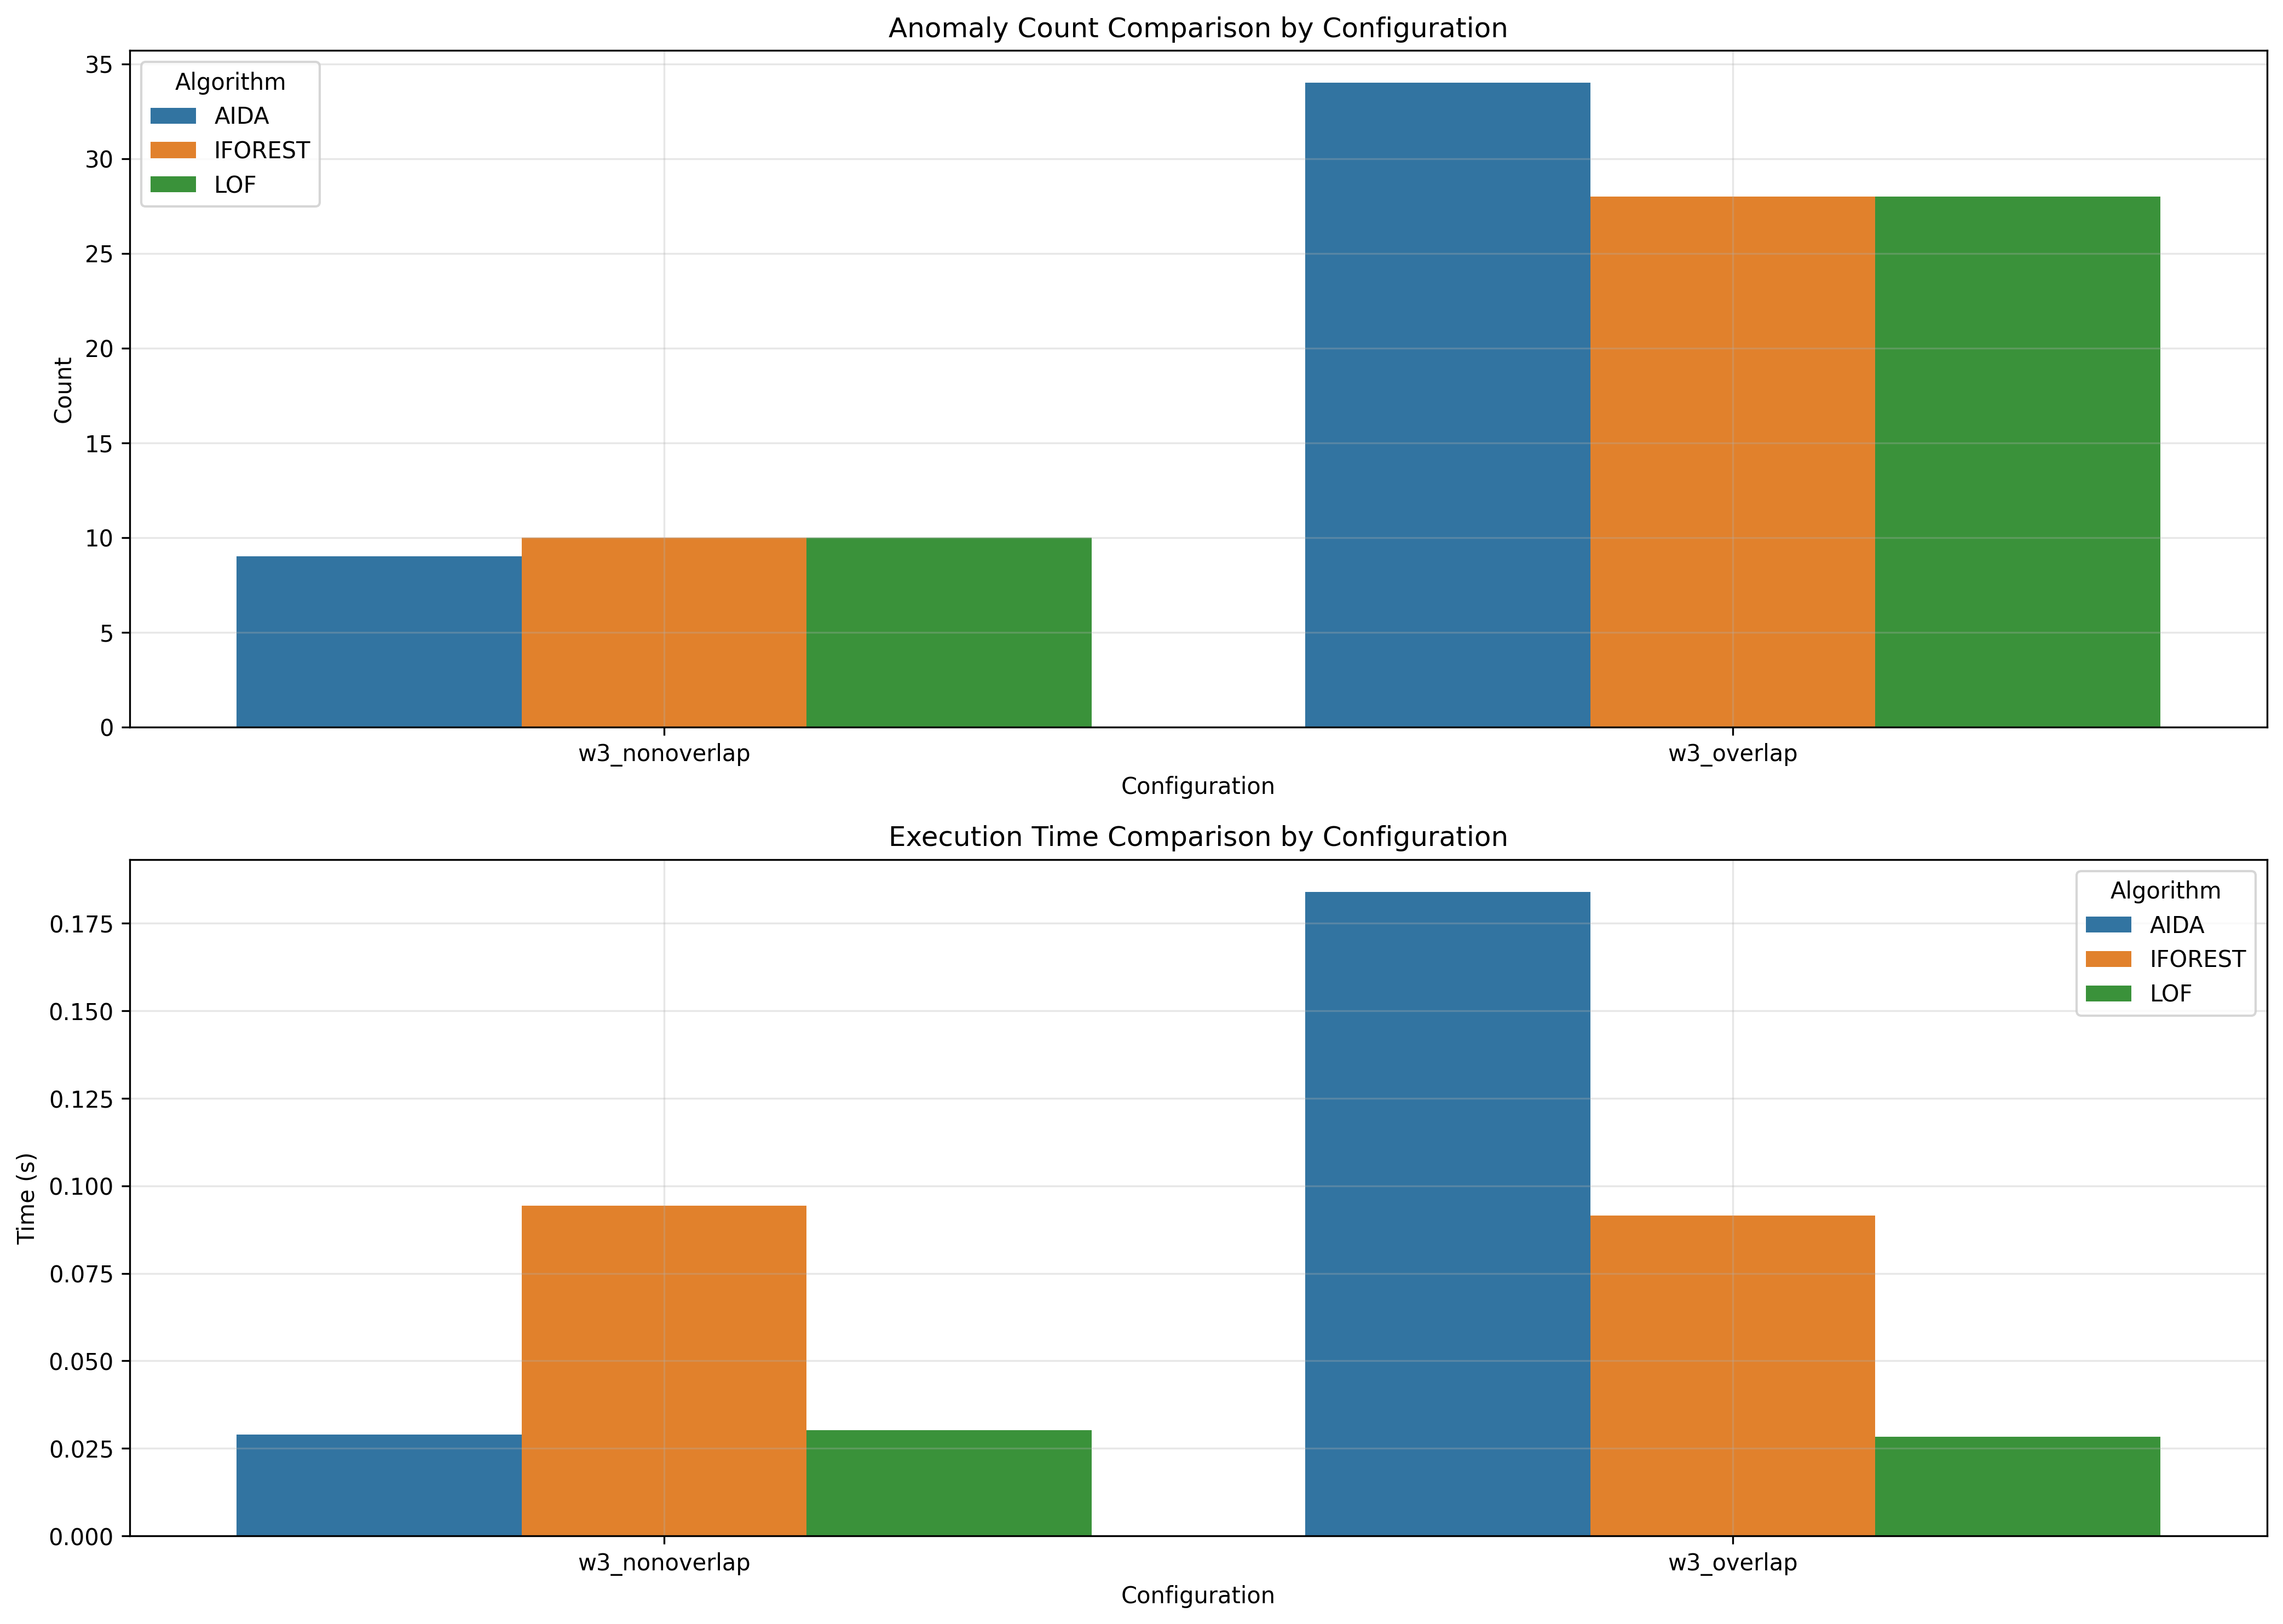 Anomaly Count Comparison by Configuration
Algorithm
AIDA
IFOREST
LOF
Count
35
30
25
20
15
10
5
0
w3_nonoverlap
w3_overlap
Configuration
Execution Time Comparison by Configuration
Algorithm
AIDA
IFOREST
LOF
Time (s)
0.175
0.150
0.125
0.100
0.075
0.050
0.025
0.000
w3_nonoverlap
w3_overlap
Configuration